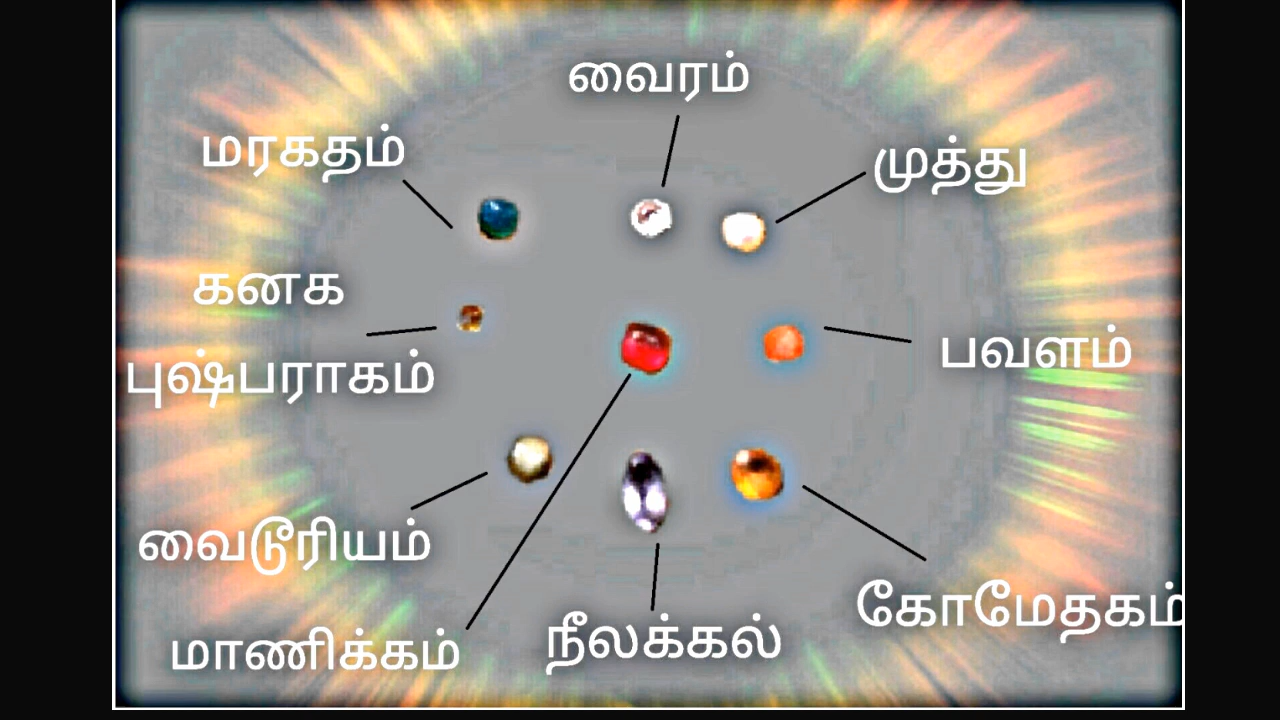 வைரம்
மரகதம்
முத்து
கனக
புஷ்பராகம்
பவளம்
வைடூரியம்
கோமேதகம்
மாணிக்கம்
நீலக்கல்